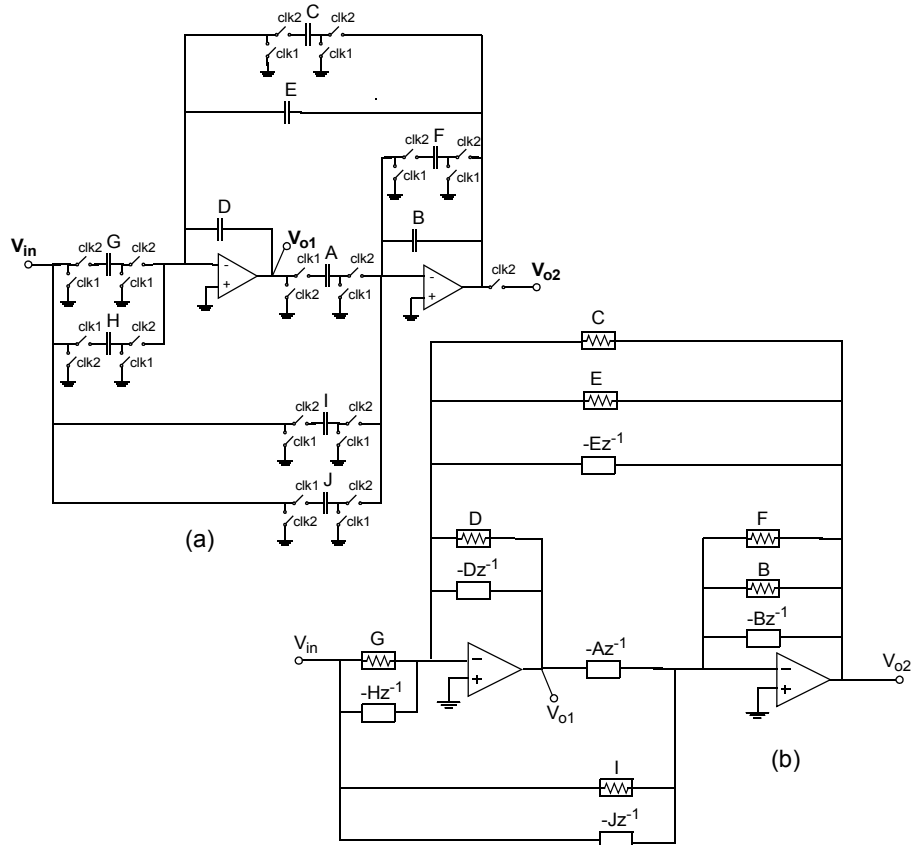 C
clk2 clk2
clk1 clk1
E
F
clk2 clk2
clk1 clk1
D
B
Vin
Vo1
G
clk2 clk2
clk1 clk1
A
clk1 clk2
clk2 clk1
-
+
-
+
clk2
Vo2
H
clk1 clk2
clk2 clk1
I
clk2 clk2
clk1 clk1
J
clk1 clk2
clk2 clk1
(a)
C
E
-Ez⁻¹
D
-Dz⁻¹
F
B
-Bz⁻¹
Vin
G
-Hz⁻¹
−
+
Vo1
-Az⁻¹
−
+
Vo2
I
-Jz⁻¹
(b)